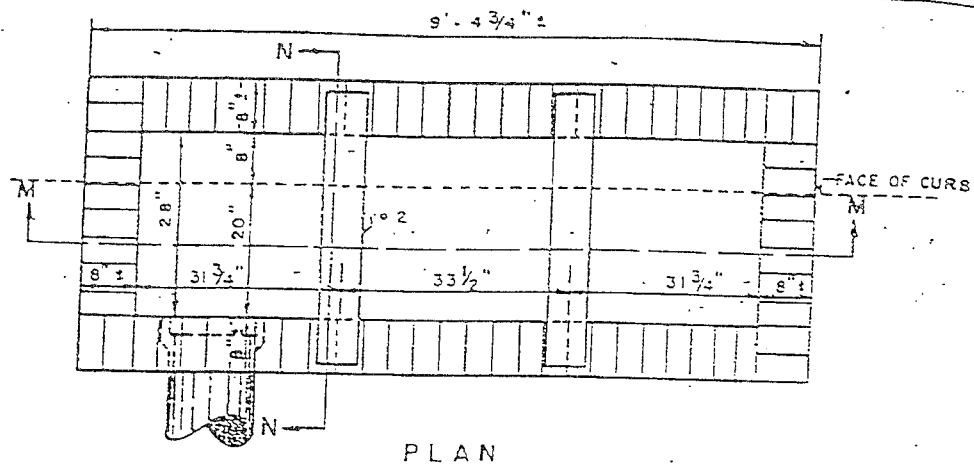 9'-4 3/4" ±
N
8" ±
8"
M
FACE OF CURB
M
28"
20"
8" ±
31 3/4"
33 1/2"
31 3/4"
8" ±
8"
N
PLAN